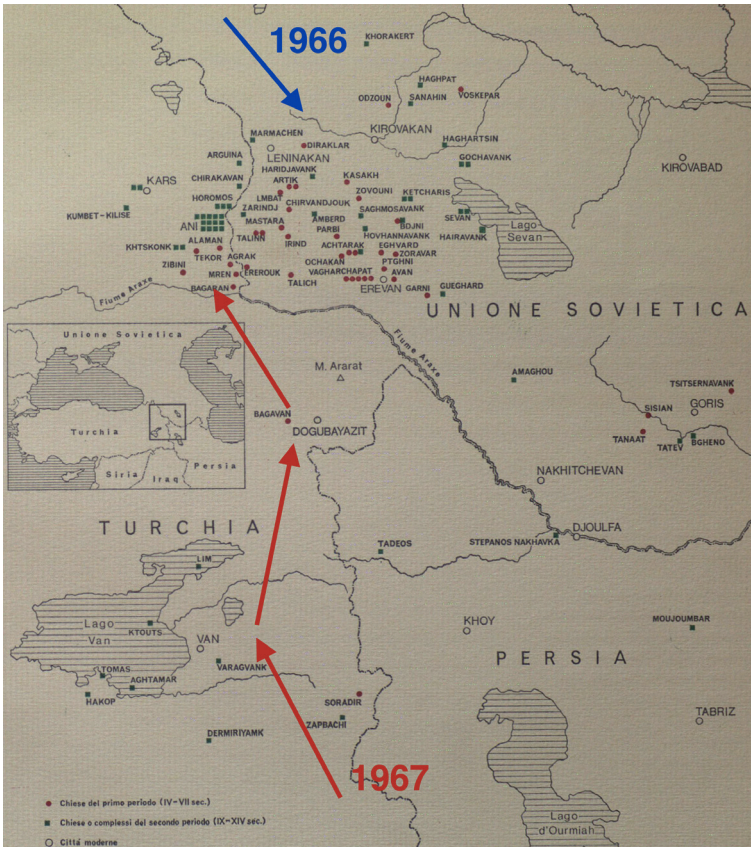 1966
KHORAKERT
HAGHPAT
VOSKEPAR
ODZOUN
SANAHIN
KIROVAKAN
MARMACHEN
DIRAKLAR
HAGHARTSIN
LENINAKAN
ARGUINA
GOCHAVANK
KIROVABAD
HARIDJAVANK
KARS
CHIRAKAVAN
ARTIK
KASAKH
LMBAT
ZOVOUNI
KETCHARIS
HOROMOS
CHIRVANDJOUK
ZARINDJ
KUMBET-KILISE
MASTARA
AMBERD
SAGHMOSAVANK
SEVAN
ANI
PARBI
BDJNI
Lago
Sevan
TALINN
HOVHANNAVANK
HAIRAVANK
ALAMAN
IRIND
ACHTARAK
EGHVARD
KHTSKONK
TEKOR
AGRAK
OCHAKAN
ZORAVAR
ZIBINI
MREN
EREROUK
VAGHARCHAPAT
PTGHNI
AVAN
TALICH
BAGARAN
EREVAN
GARNI
GUEGHARD
Fiume Araxe
UNIONE SOVIETICA
Fiume Araxe
Unione Sovietica
Turchia
Persia
Siria
Iraq
M. Ararat
AMAGHOU
TSITSERNAVANK
BAGAVAN
SISIAN
GORIS
DOGUBAYAZIT
TANAAT
TATEV
BGHENO
NAKHITCHEVAN
TURCHIA
DJOULFA
TADEOS
STEPANOS NAKHAVKA
LIM
Lago
Van
KTOUTS
VAN
KHOY
MOUJOUMBAR
VARAGVANK
PERSIA
TOMAS
AGHTAMAR
HAKOP
SORADIR
ZAPBACHI
TABRIZ
DERMIRIYAMK
1967
Chiese del primo periodo (IV-VII sec.)
Chiese o complessi del secondo periodo (IX-XIV sec.)
Città moderne
Lago
d'Ourmiah